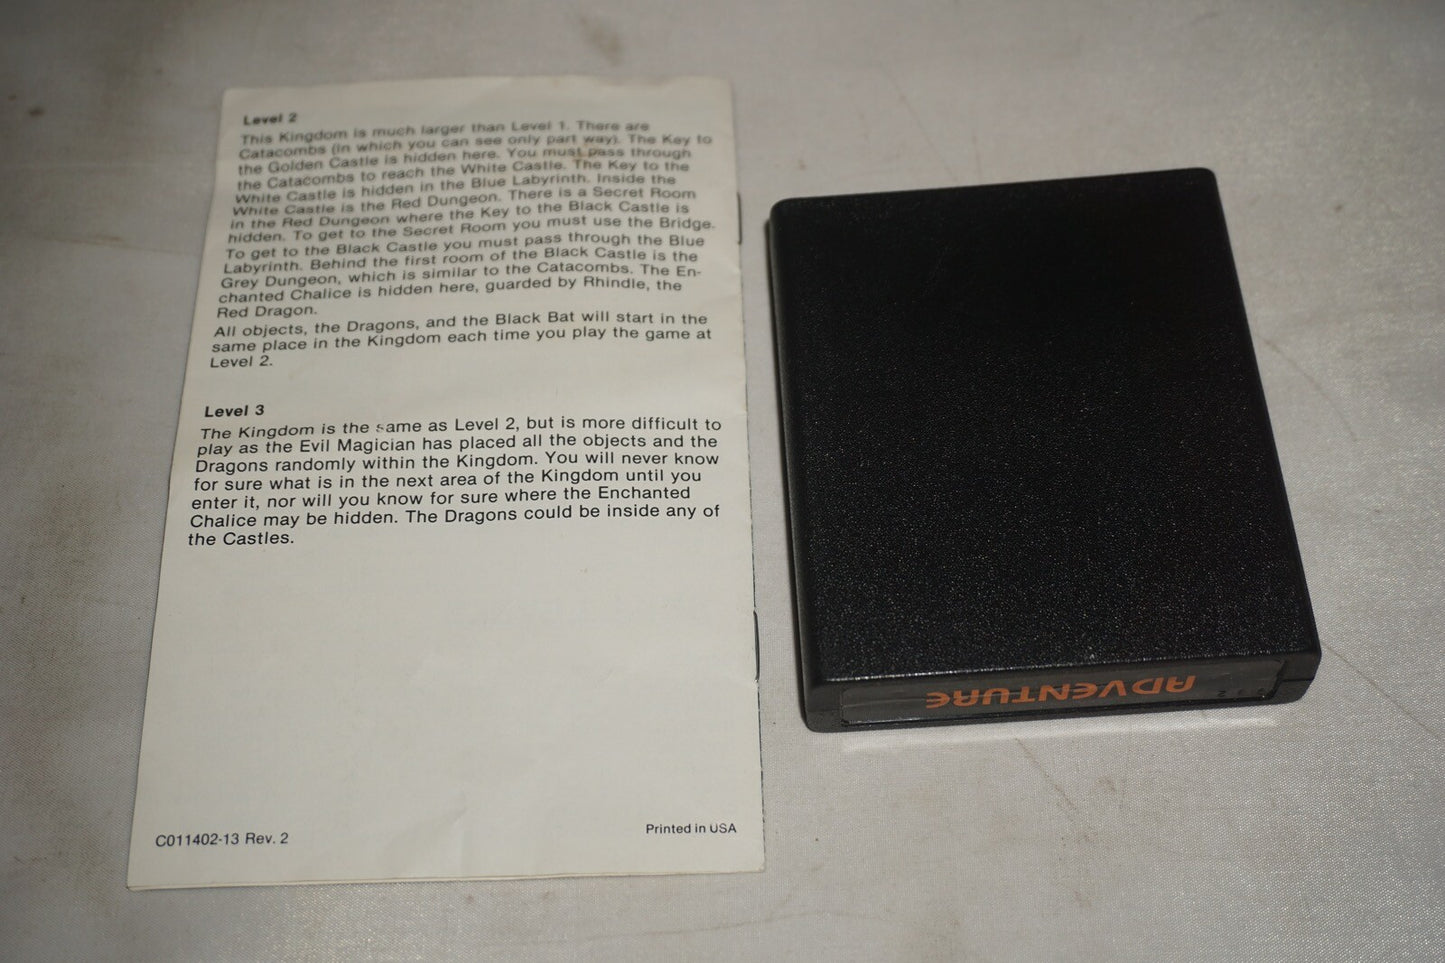 Level 2
This Kingdom is much larger than Level 1. There are
Catacombs (in which you can see only part way). The Key to
the Golden Castle is hidden here. You must pass through
the Catacombs to reach the White Castle. The Key to the
White Castle is hidden in the Blue Labyrinth. Inside the
White Castle is the Red Dungeon. There is a Secret Room
in the Red Dungeon where the Key to the Black Castle is
hidden. To get to the Secret Room you must use the Bridge.
To get to the Black Castle you must pass through the Blue
Labyrinth. Behind the first room of the Black Castle is the
Grey Dungeon, which is similar to the Catacombs. The En-
chanted Chalice is hidden here, guarded by Rhindle, the
Red Dragon.
All objects, the Dragons, and the Black Bat will start in the
same place in the Kingdom each time you play the game at
Level 2.
Level 3
The Kingdom is the same as Level 2, but is more difficult to
play as the Evil Magician has placed all the objects and the
Dragons randomly within the Kingdom. You will never know
for sure what is in the next area of the Kingdom until you
enter it, nor will you know for sure where the Enchanted
Chalice may be hidden. The Dragons could be inside any of
the Castles.
C011402-13 Rev. 2
Printed in USA
ADVENTURE